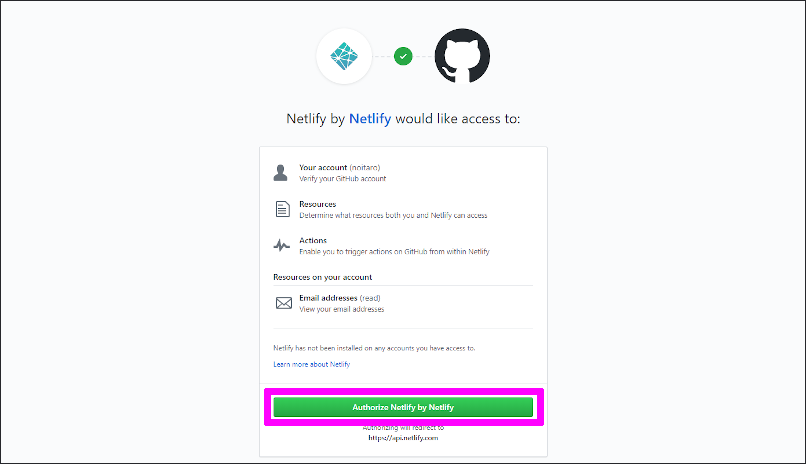 Netlify by Netlify would like access to:
Your account (noitaro)
Verify your GitHub account
Resources
Determine what resources both you and Netlify can access
Actions
Enable you to trigger actions on GitHub from within Netlify
Resources on your account
Email addresses (read)
View your email addresses
Netlify has not been installed on any accounts you have access to.
Learn more about Netlify
Authorize Netlify by Netlify
Authorizing will redirect to
https://api.netlify.com